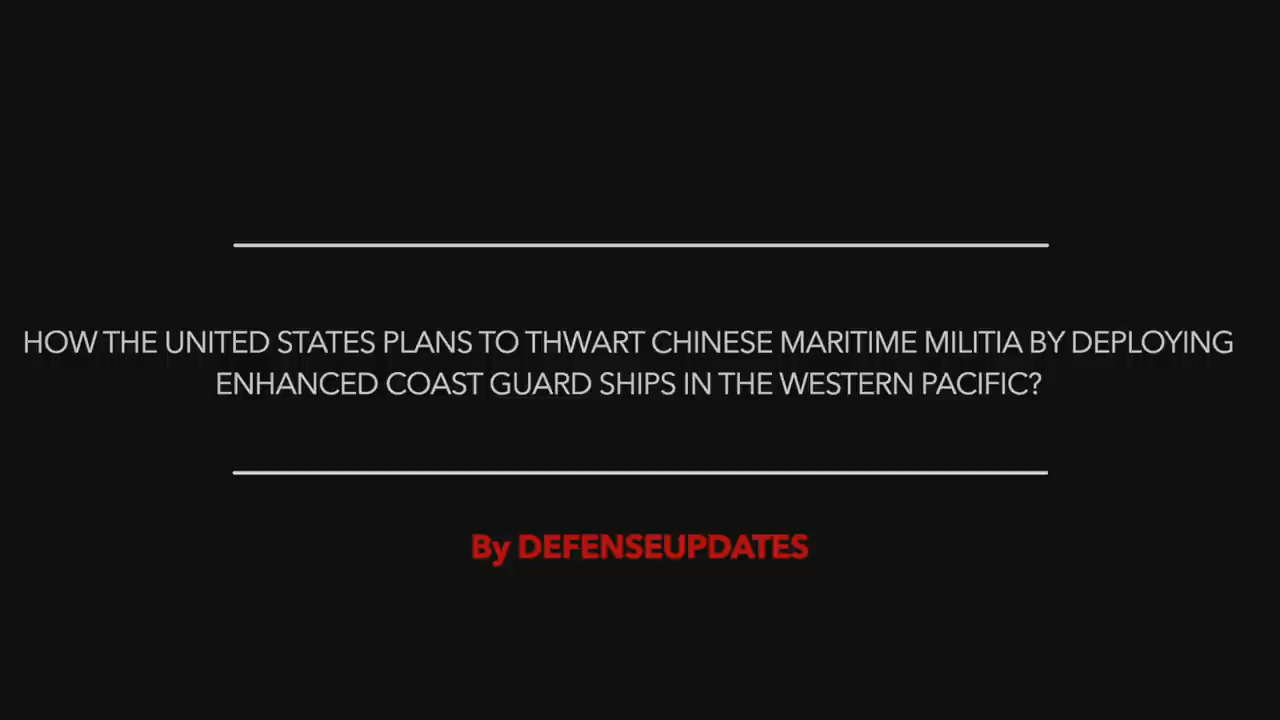 HOW THE UNITED STATES PLANS TO THWART CHINESE MARITIME MILITIA BY DEPLOYING
ENHANCED COAST GUARD SHIPS IN THE WESTERN PACIFIC?
By DEFENSEUPDATES